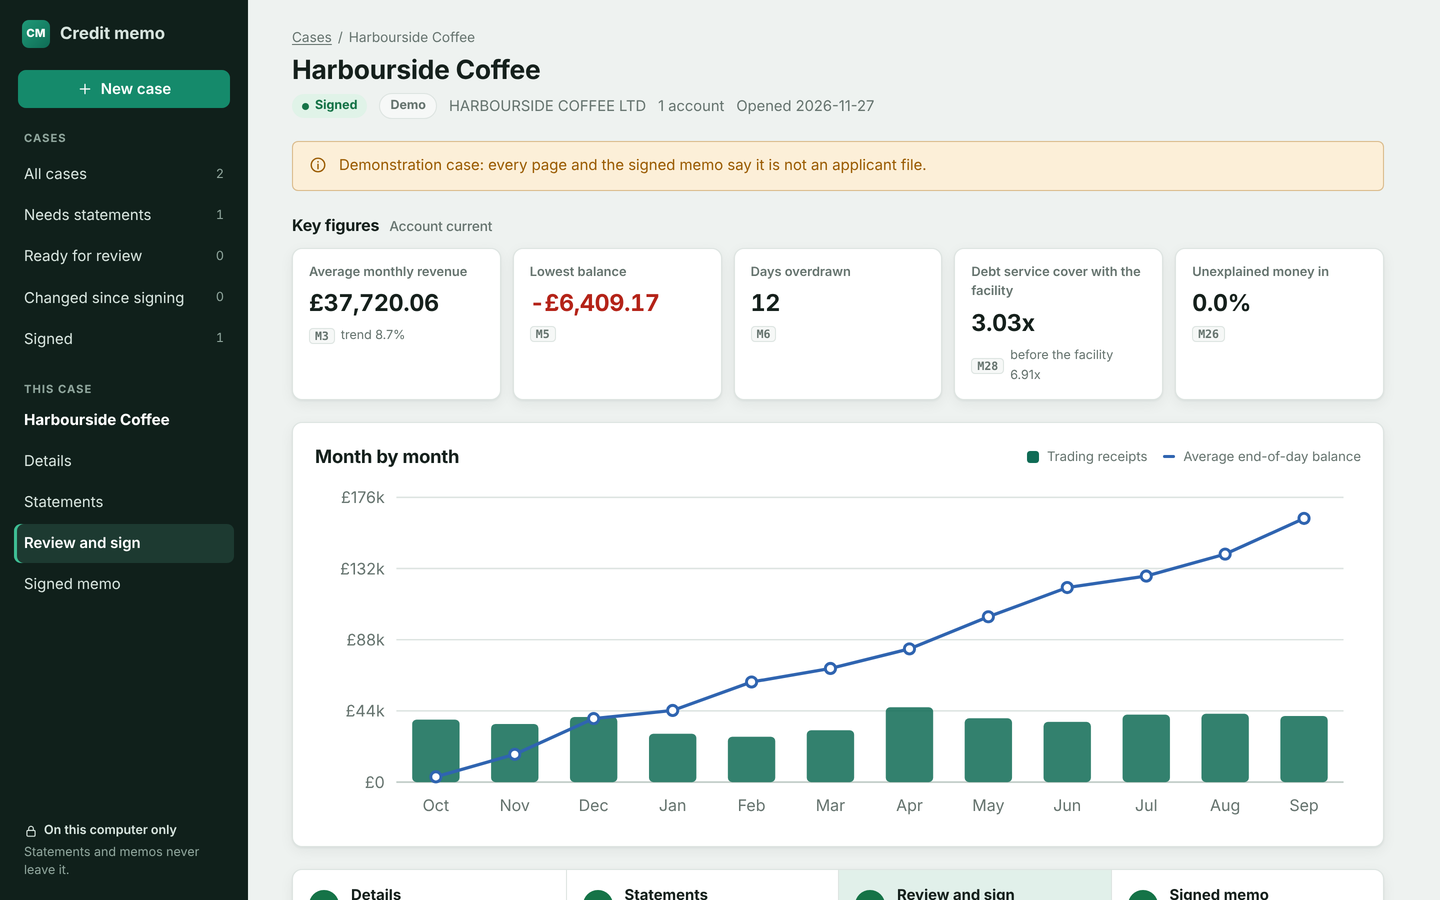 CM Credit memo
+ New case
CASES
All cases 2
Needs statements 1
Ready for review 0
Changed since signing 0
Signed 1
THIS CASE
Harbourside Coffee
Details
Statements
Review and sign
Signed memo
On this computer only
Statements and memos never
leave it.
Cases / Harbourside Coffee
Harbourside Coffee
Signed Demo HARBOURSIDE COFFEE LTD 1 account Opened 2026-11-27
Demonstration case: every page and the signed memo say it is not an applicant file.
Key figures Account current
Average monthly revenue
£37,720.06
M3 trend 8.7%
Lowest balance
-£6,409.17
M5
Days overdrawn
12
M6
Debt service cover with the
facility
3.03x
M28 before the facility
6.91x
Unexplained money in
0.0%
M26
Month by month
Trading receipts Average end-of-day balance
£176k
£132k
£88k
£44k
£0
Oct Nov Dec Jan Feb Mar Apr May Jun Jul Aug Sep
Details Statements Review and sign Signed memo